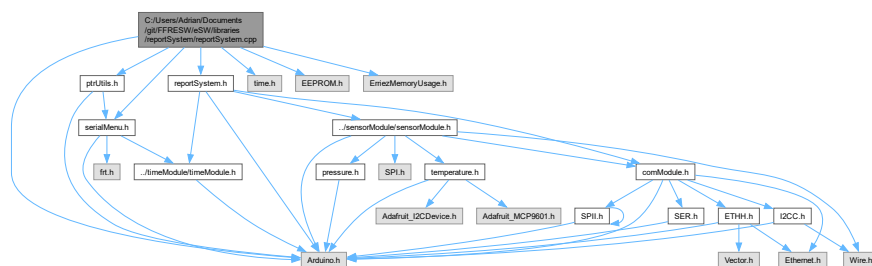 C:/Users/Adrian/Documents
/git/FFRESW/eSW/libraries
/reportSystem/reportSystem.cpp
ptrUtils.h
reportSystem.h
time.h
EEPROM.h
ErriezMemoryUsage.h
serialMenu.h
../sensorModule/sensorModule.h
frt.h
../timeModule/timeModule.h
pressure.h
SPI.h
temperature.h
comModule.h
Adafruit_I2CDevice.h
Adafruit_MCP9601.h
SPII.h
SER.h
ETHH.h
I2CC.h
Arduino.h
Vector.h
Ethernet.h
Wire.h